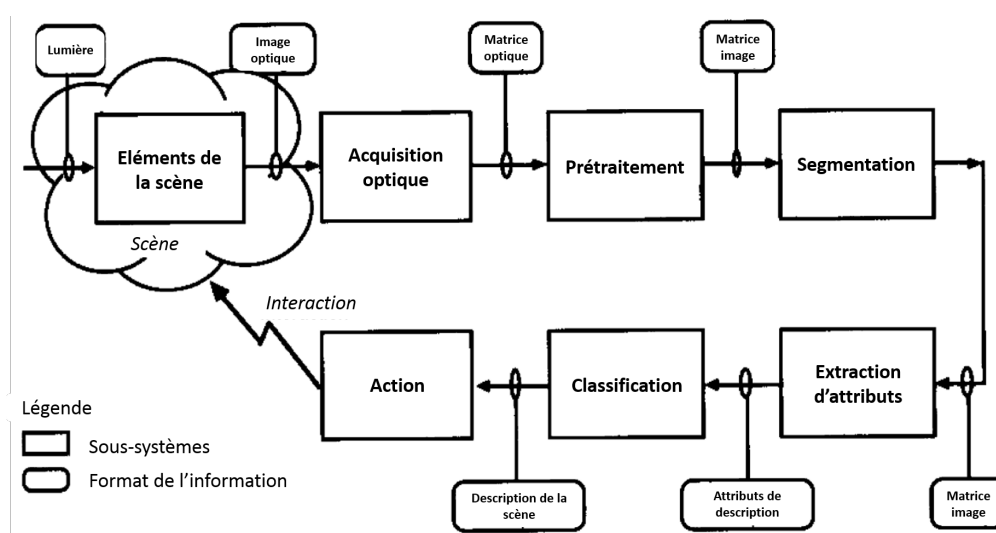 Lumière
Image
optique
Matrice
optique
Matrice
image
Eléments de
la scène
Acquisition
optique
Prétraitement
Segmentation
Scène
Interaction
Action
Classification
Extraction
d'attributs
Légende
Sous-systèmes
Format de l'information
Description de la
scène
Attributs de
description
Matrice
image